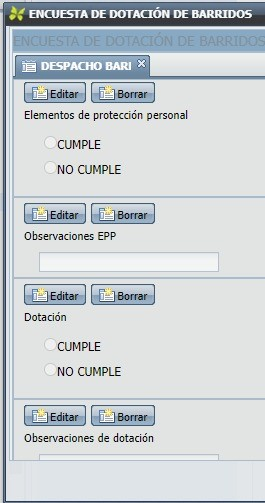 ENCUESTA DE DOTACIÓN DE BARRIDOS
ENCUESTA DE DOTACIÓN DE BARRIDOS
DESPACHO BARI
Editar Borrar
Elementos de protección personal
CUMPLE
NO CUMPLE
Editar Borrar
Observaciones EPP
Editar Borrar
Dotación
CUMPLE
NO CUMPLE
Editar Borrar
Observaciones de dotación